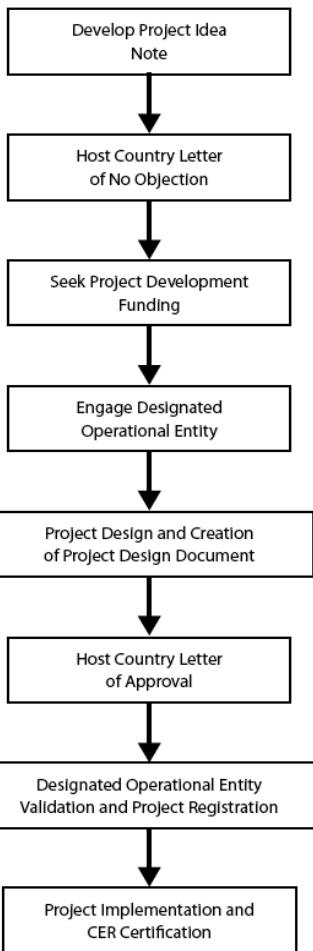 Develop Project Idea
Note
Host Country Letter
of No Objection
Seek Project Development
Funding
Engage Designated
Operational Entity
Project Design and Creation
of Project Design Document
Host Country Letter
of Approval
Designated Operational Entity
Validation and Project Registration
Project Implementation and
CER Certification